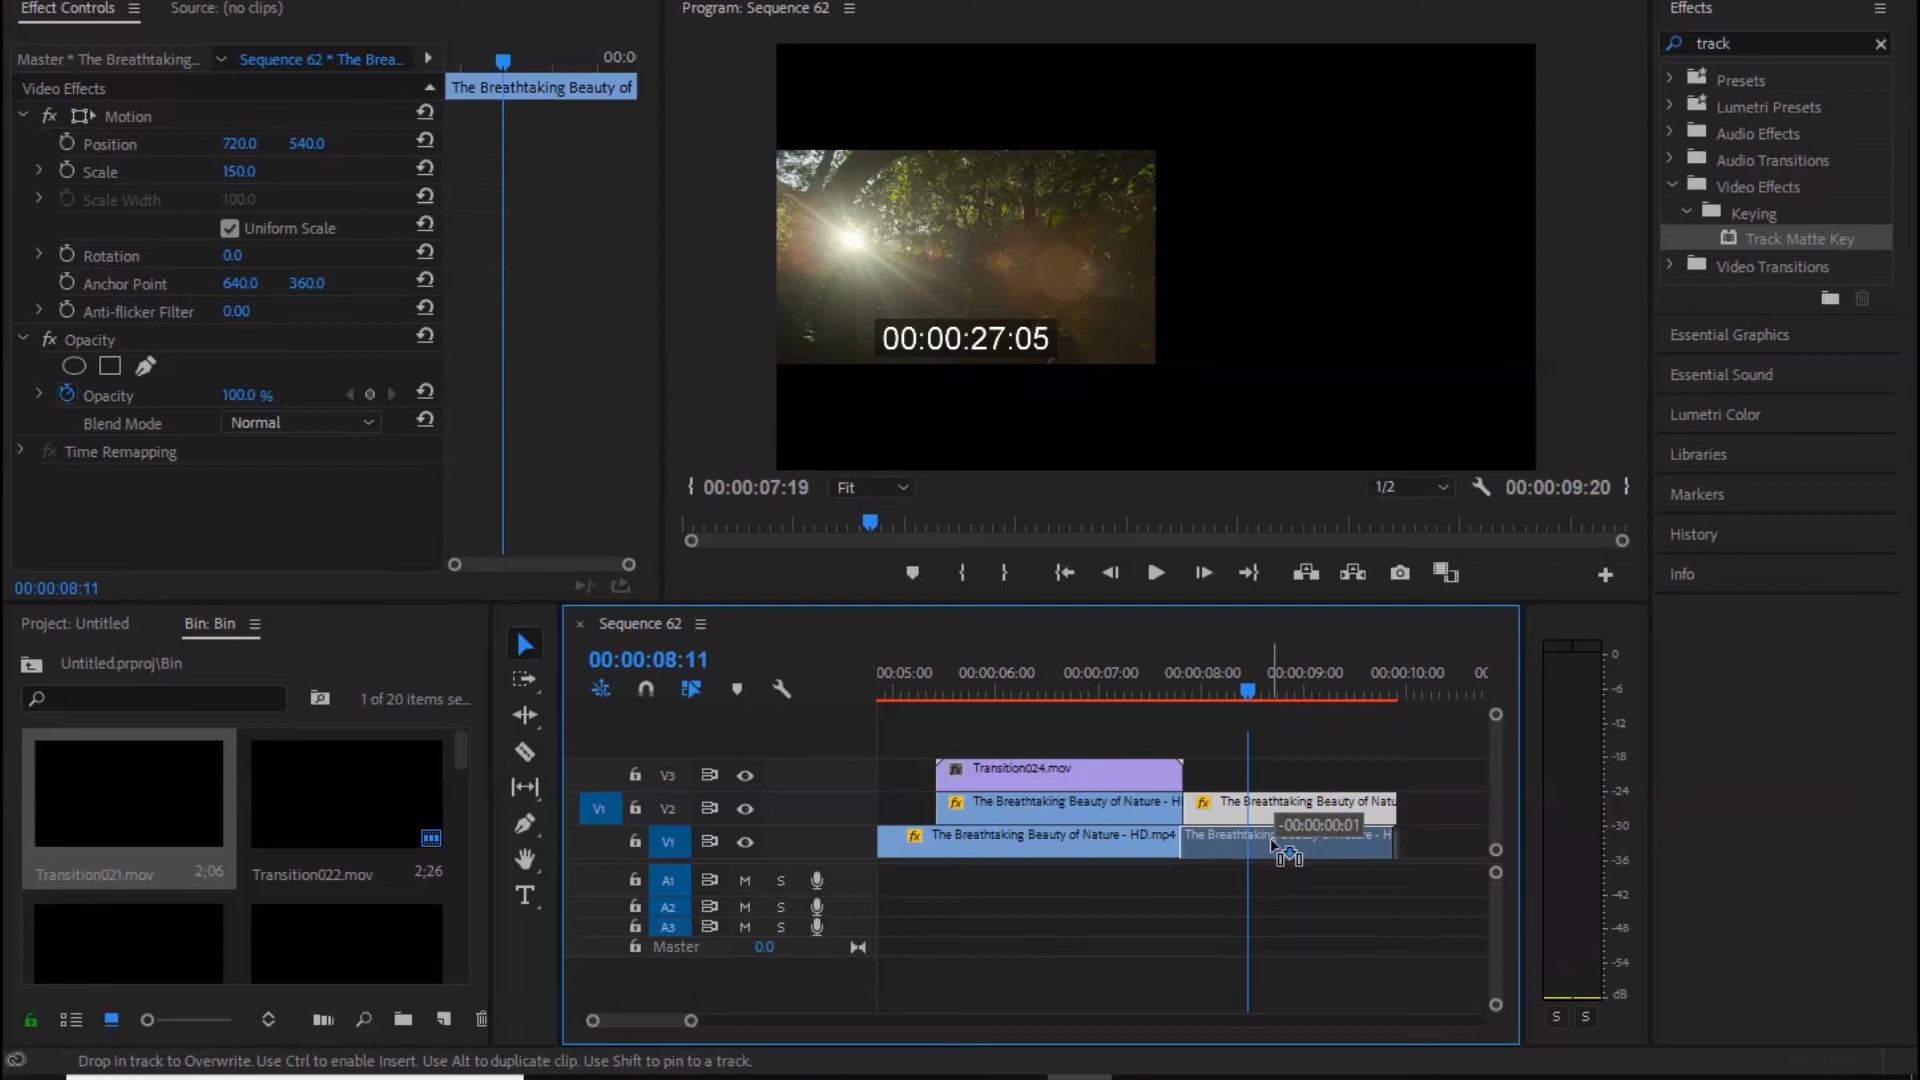 Effect Controls
Source: (no clips)
Program: Sequence 62
Effects
Master * The Breathtaking...
Sequence 62 * The Brea...
00:0
track
Video Effects
The Breathtaking Beauty of
Presets
Motion
Lumetri Presets
Position 720.0 540.0
Audio Effects
Scale 150.0
Audio Transitions
Scale Width 100.0
Video Effects
Uniform Scale
Keying
Rotation 0.0
Track Matte Key
Anchor Point 640.0 360.0
Video Transitions
Anti-flicker Filter 0.00
Opacity
00:00:27:05
Essential Graphics
Essential Sound
Opacity 100.0 %
Blend Mode Normal
Lumetri Color
Time Remapping
Libraries
00:00:07:19 Fit 1/2 00:00:09:20
Markers
History
Info
00:00:08:11
Project: Untitled
Bin: Bin
Sequence 62
Untitled.prproj\Bin
00:00:08:11
00:05:00 00:00:06:00 00:00:07:00 00:00:08:00 00:00:09:00 00:00:10:00
1 of 20 items se...
V3 Transition024.mov
V1 V2 The Breathtaking Beauty of Nature - H The Breathtaking Beauty of Natu
-00:00:00:01
V1 The Breathtaking Beauty of Nature - HD.mp4
Transition021.mov 2;06
Transition022.mov 2;26
A1 M S
A2 M S
A3 M S
Master 0.0
0
-6
-12
-18
-24
-30
-36
-42
-48
-54
dB
S S
Drop in track to Overwrite. Use Ctrl to enable Insert. Use Alt to duplicate clip. Use Shift to pin to a track.